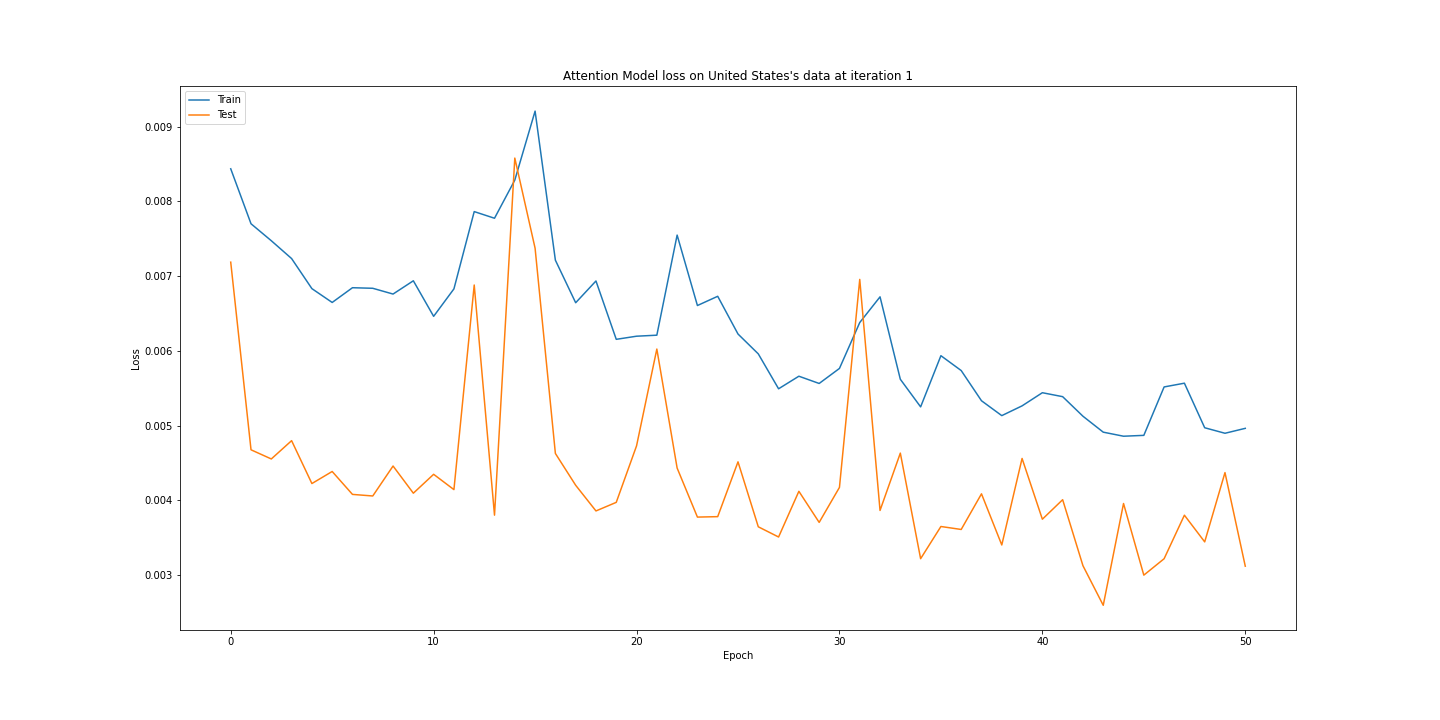 Attention Model loss on United States's data at iteration 1
Train
Test
0.009
0.008
0.007
0.006
0.005
0.004
0.003
Loss
0 10 20 30 40 50
Epoch